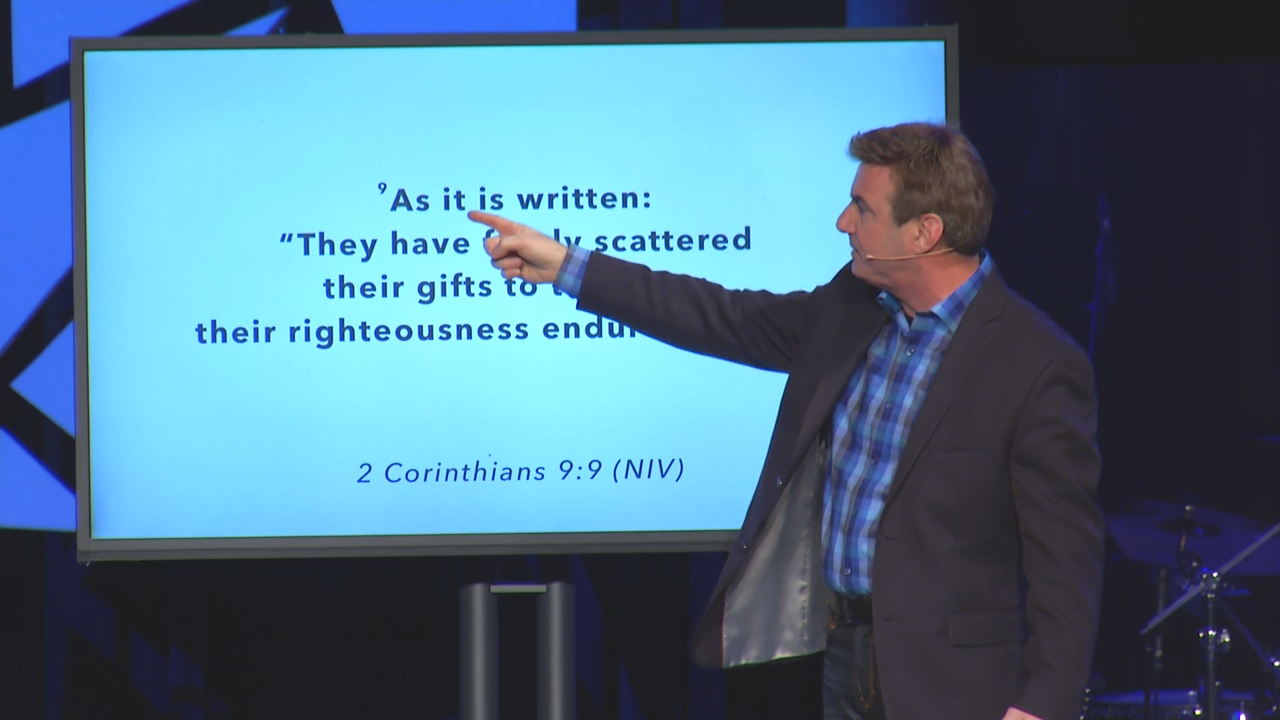 ⁹As it is written:
“They have scattered
their gifts to
their righteousness
2 Corinthians 9:9 (NIV)